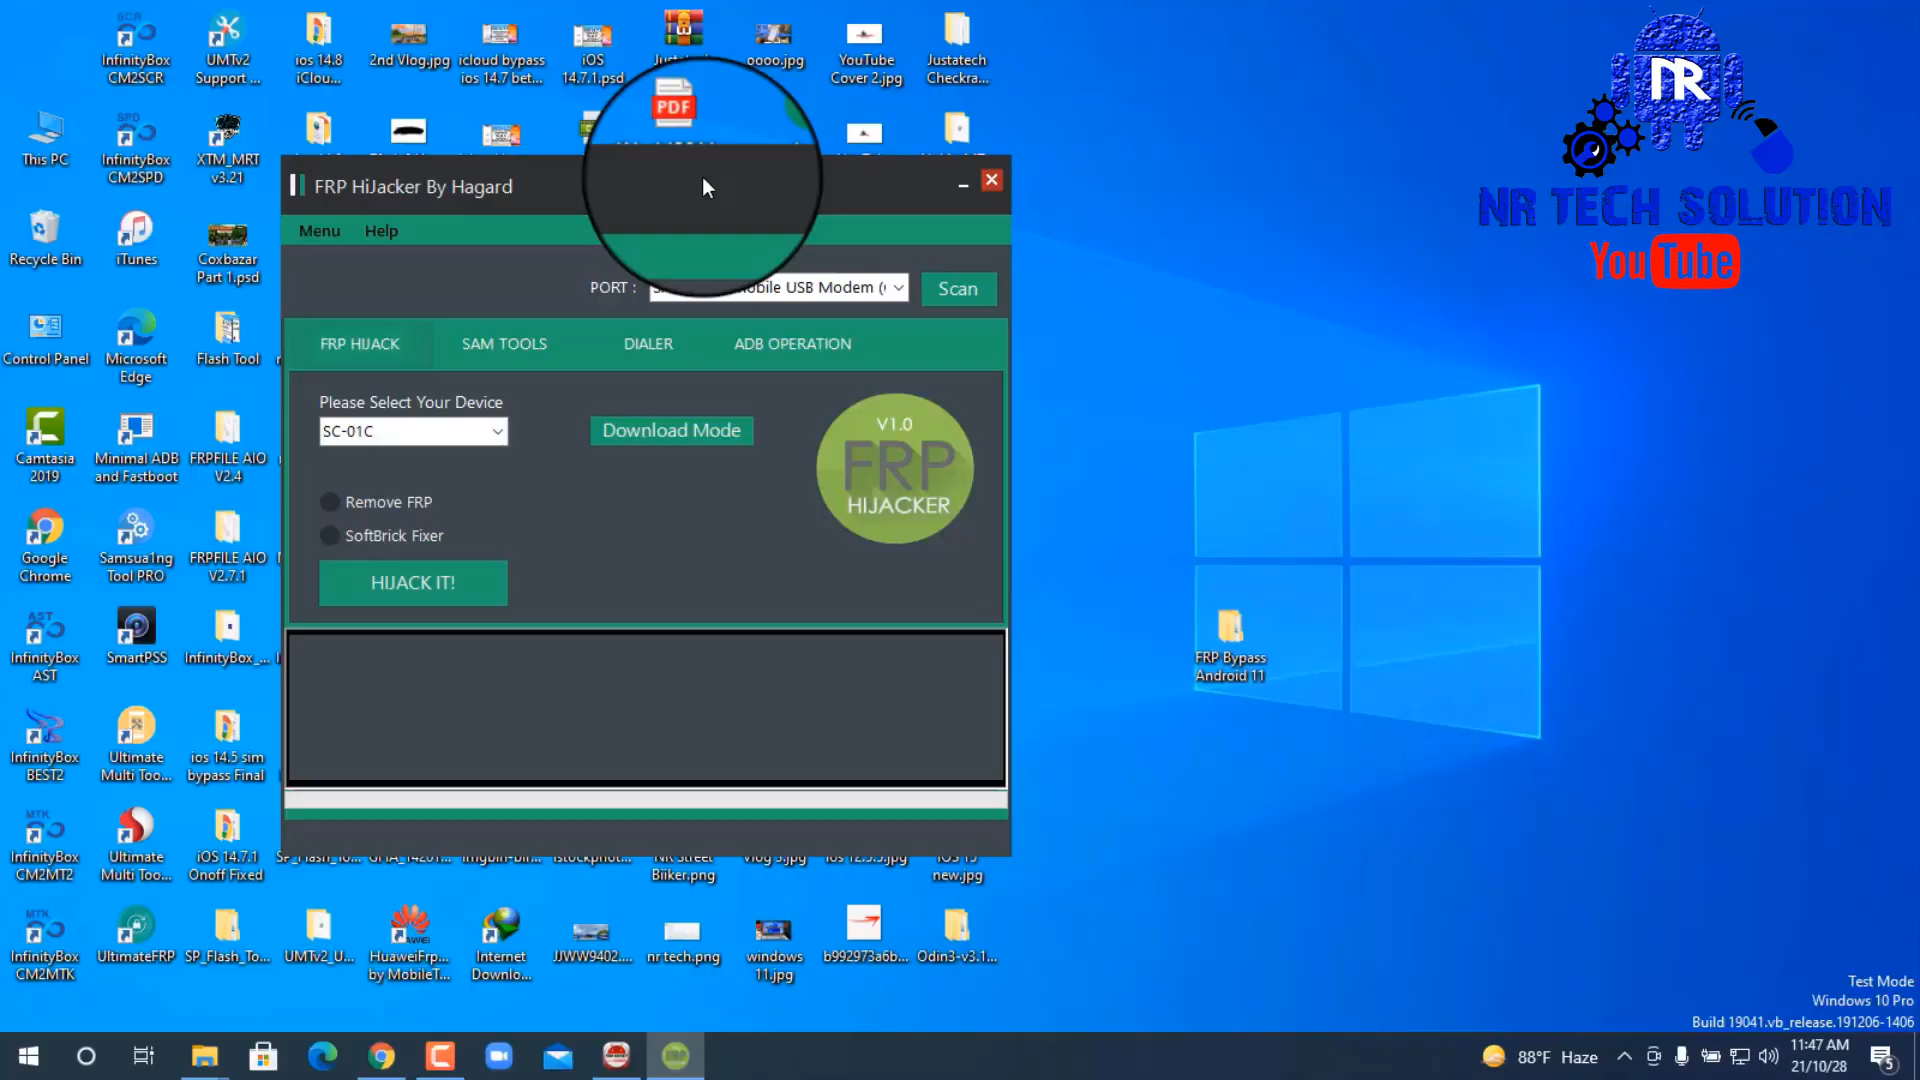 InfinityBox
CM2SCR
UMTv2
Support ...
ios 14.8
iClou...
2nd Vlog.jpg
icloud bypass
ios 14.7 bet...
iOS
14.7.1.psd
oooo.jpg
YouTube
Cover 2.jpg
Justatech
Checkra...
PDF
This PC
InfinityBox
CM2SPD
XTM_MRT
v3.21
Recycle Bin
iTunes
Coxbazar
Part 1.psd
Control Panel
Microsoft
Edge
Flash Tool
Camtasia
2019
Minimal ADB
and Fastboot
FRPFILE AIO
V2.4
Google
Chrome
Samsua1ng
Tool PRO
FRPFILE AIO
V2.7.1
InfinityBox
AST
SmartPSS
InfinityBox_...
InfinityBox
BEST2
Ultimate
Multi Too...
ios 14.5 sim
bypass Final
InfinityBox
CM2MT2
Ultimate
Multi Too...
iOS 14.7.1
Onoff Fixed
InfinityBox
CM2MTK
UltimateFRP
SP_Flash_To...
UMTv2_U...
HuaweiFrp...
by MobileT...
Internet
Downlo...
JJWW9402....
nr tech.png
windows
11.jpg
b992973a6b...
Odin3-v3.1...
Biiker.png
new.jpg
FRP HiJacker By Hagard
Menu Help
PORT :
obile USB Modem (
Scan
FRP HIJACK SAM TOOLS DIALER ADB OPERATION
Please Select Your Device
SC-01C
Download Mode
Remove FRP
SoftBrick Fixer
HIJACK IT!
V1.0
FRP
HIJACKER
FRP Bypass
Android 11
NR
NR TECH SOLUTION
YouTube
Test Mode
Windows 10 Pro
Build 19041.vb_release.191206-1406
88°F Haze
11:47 AM
21/10/28
5